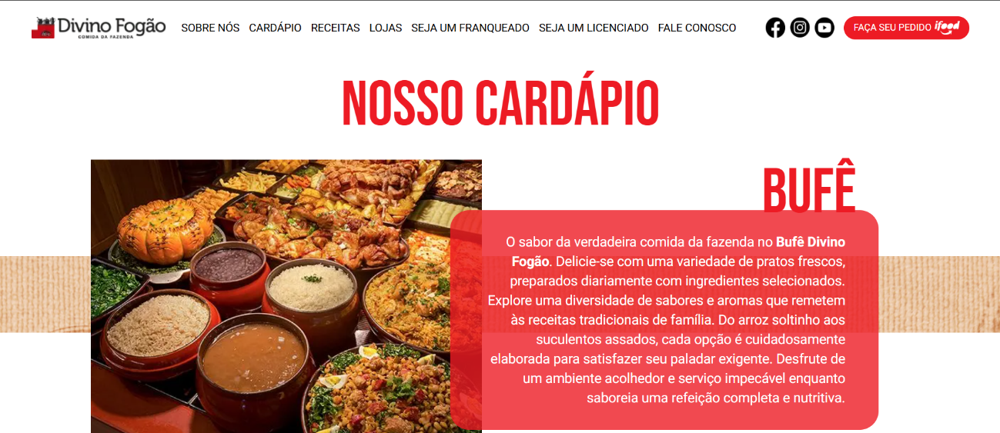 Divino Fogão
COMIDA DA FAZENDA
SOBRE NÓS CARDÁPIO RECEITAS LOJAS SEJA UM FRANQUEADO SEJA UM LICENCIADO FALE CONOSCO
FAÇA SEU PEDIDO ifood
NOSSO CARDÁPIO
BUFÊ
O sabor da verdadeira comida da fazenda no Bufê Divino
Fogão. Delicie-se com uma variedade de pratos frescos,
preparados diariamente com ingredientes selecionados.
Explore uma diversidade de sabores e aromas que remetem
às receitas tradicionais de família. Do arroz soltinho aos
suculentos assados, cada opção é cuidadosamente
elaborada para satisfazer seu paladar exigente. Desfrute de
um ambiente acolhedor e serviço impecável enquanto
saboreia uma refeição completa e nutritiva.